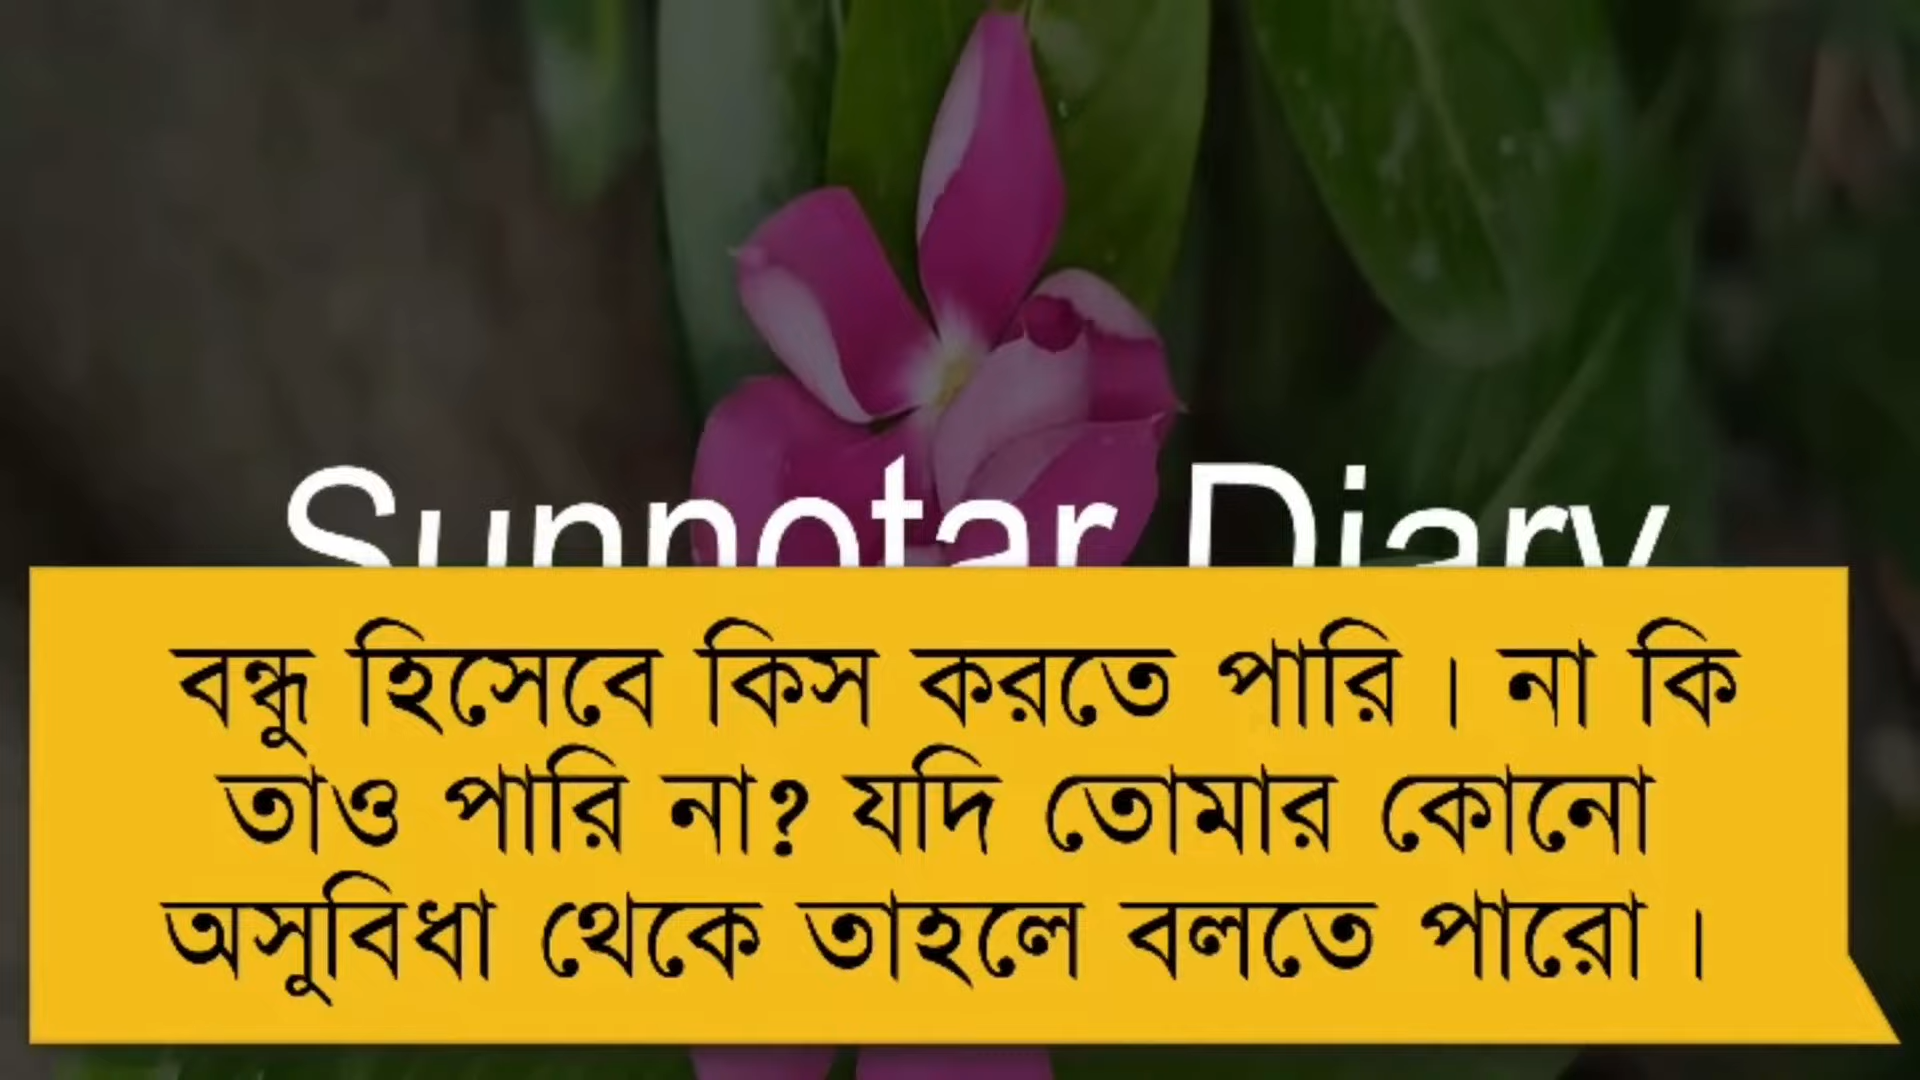 Sunnotar Diary
বন্ধু হিসেবে কিস করতে পারি। না কি
তাও পারি না? যদি তোমার কোনো
অসুবিধা থেকে তাহলে বলতে পারো।